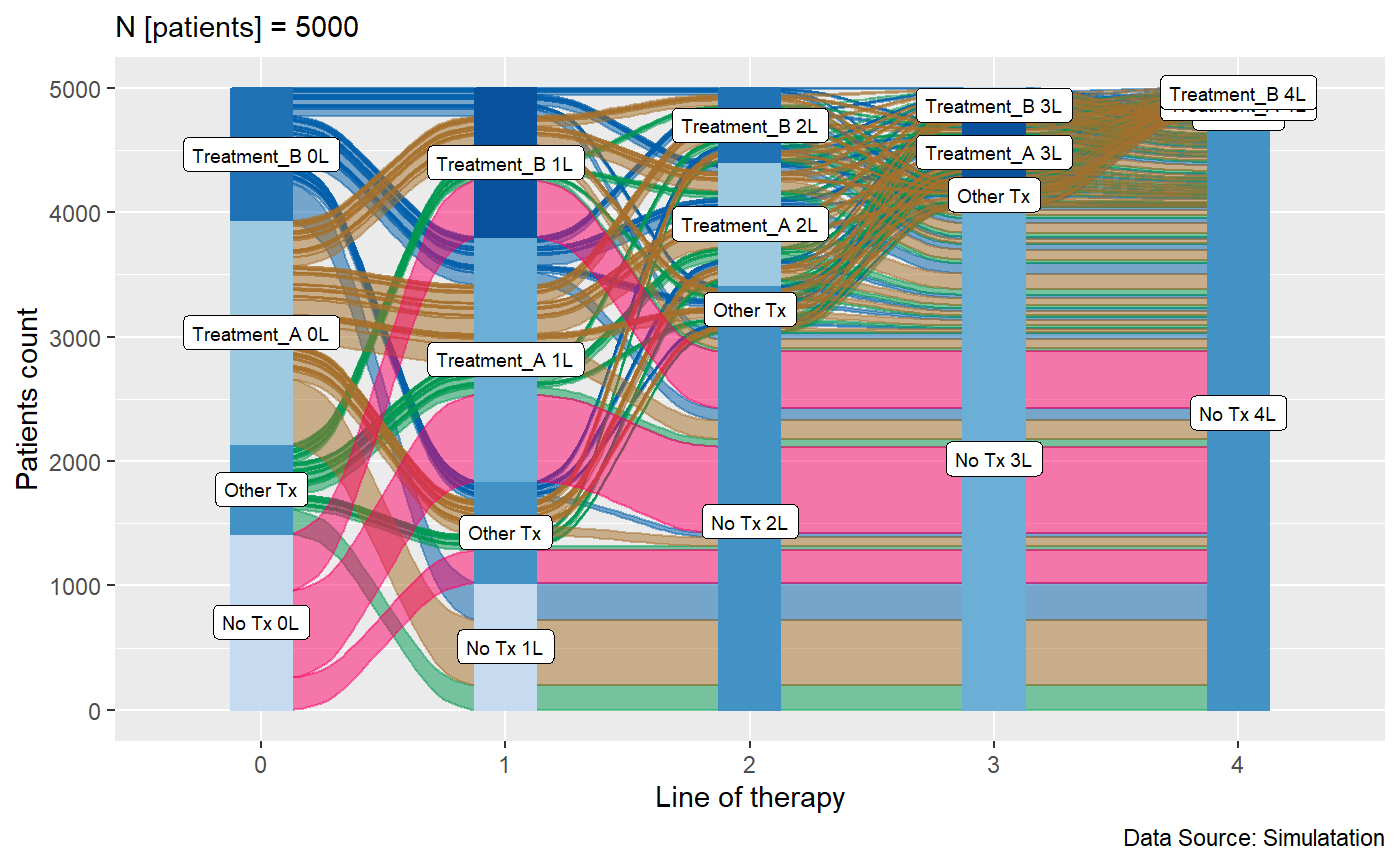 N [patients] = 5000
Patients count
5000
4000
3000
2000
1000
0
Treatment_B 0L
Treatment_A 0L
Other Tx
No Tx 0L
Treatment_B 1L
Treatment_A 1L
Other Tx
No Tx 1L
Treatment_B 2L
Treatment_A 2L
Other Tx
No Tx 2L
Treatment_B 3L
Treatment_A 3L
Other Tx
No Tx 3L
Treatment_B 4L
No Tx 4L
0 1 2 3 4
Line of therapy
Data Source: Simulatation